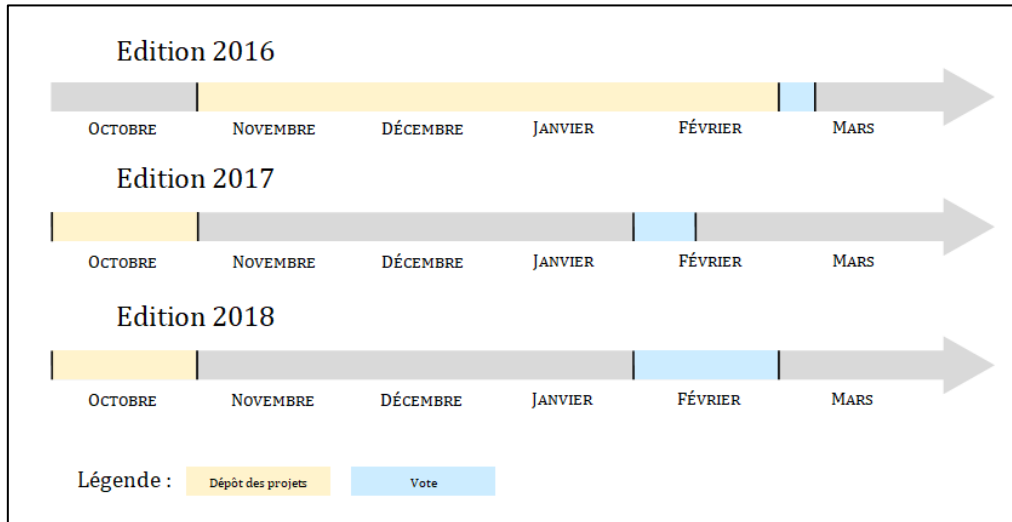 Edition 2016
OCTOBRE NOVEMBRE DÉCEMBRE JANVIER FÉVRIER MARS
Edition 2017
OCTOBRE NOVEMBRE DÉCEMBRE JANVIER FÉVRIER MARS
Edition 2018
OCTOBRE NOVEMBRE DÉCEMBRE JANVIER FÉVRIER MARS
Légende : Dépôt des projets Vote